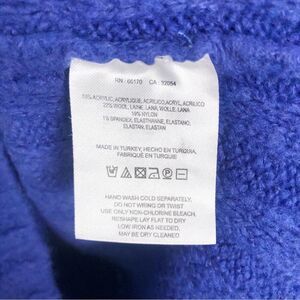 RN : 66170 CA : 32054
ACRYLIC, ACRYLIQUE, ACRILICO, ACRYL, ACRILICO
22% WOOL, LAINE, LANA, WOLLE, LANA
19% NYLON
1% SPANDEX, ELASTHANNE, ELASTANO,
ELASTAN, ELASTAN
MADE IN TURKEY, HECHO EN TURQUIA,
FABRIQUÉ EN TURQUIE
HAND WASH COLD SEPARATELY,
DO NOT WRING OR TWIST
USE ONLY NON-CHLORINE BLEACH,
RESHAPE LAY FLAT TO DRY
LOW IRON AS NEEDED,
MAY BE DRY CLEANED